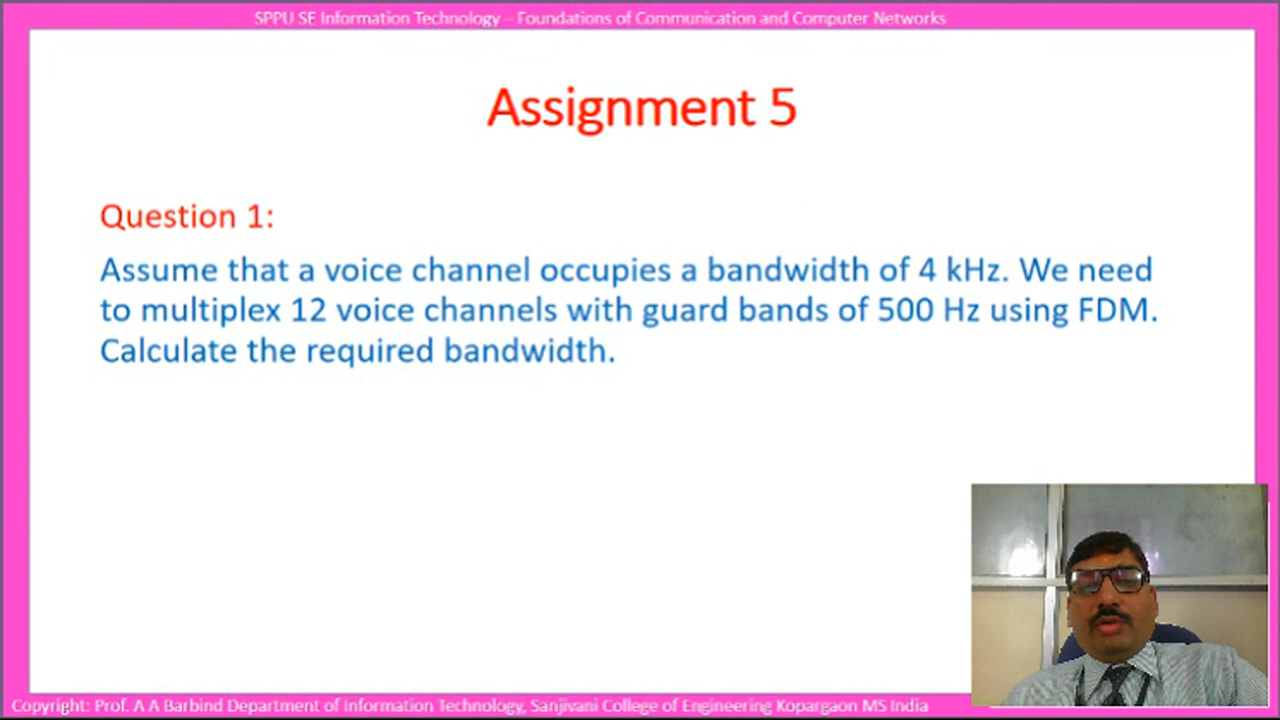 SPPU SE Information Technology – Foundations of Communication and Computer Networks
Assignment 5
Question 1:
Assume that a voice channel occupies a bandwidth of 4 kHz. We need
to multiplex 12 voice channels with guard bands of 500 Hz using FDM.
Calculate the required bandwidth.
Copyright: Prof. A A Barbind Department of Information Technology, Sanjivani College of Engineering Kopargaon MS India